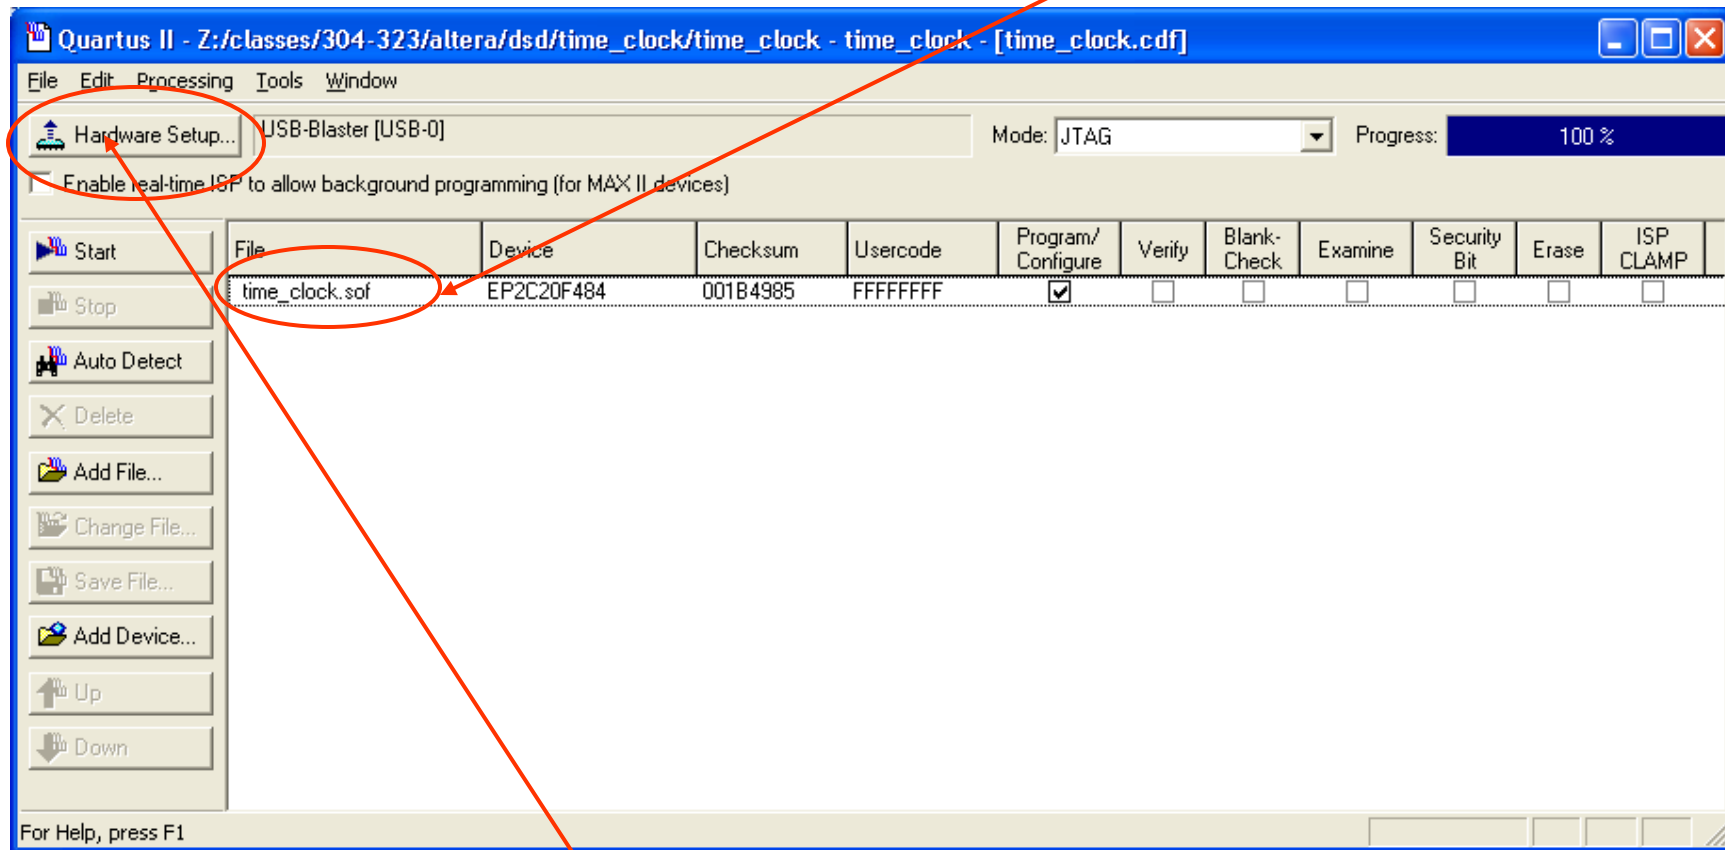 Quartus II - Z:/classes/304-323/altera/dsd/time_clock/time_clock - time_clock - [time_clock.cdf]
File Edit Processing Tools Window
Hardware Setup... USB-Blaster [USB-0] Mode: JTAG Progress: 100 %
Enable real-time ISP to allow background programming (for MAX II devices)
Start
Stop
Auto Detect
Delete
Add File...
Change File...
Save File...
Add Device...
Up
Down
File Device Checksum Usercode Program/Configure Verify Blank-Check Examine Security Bit Erase ISP CLAMP
time_clock.sof EP2C20F484 001B4985 FFFFFFFF
For Help, press F1